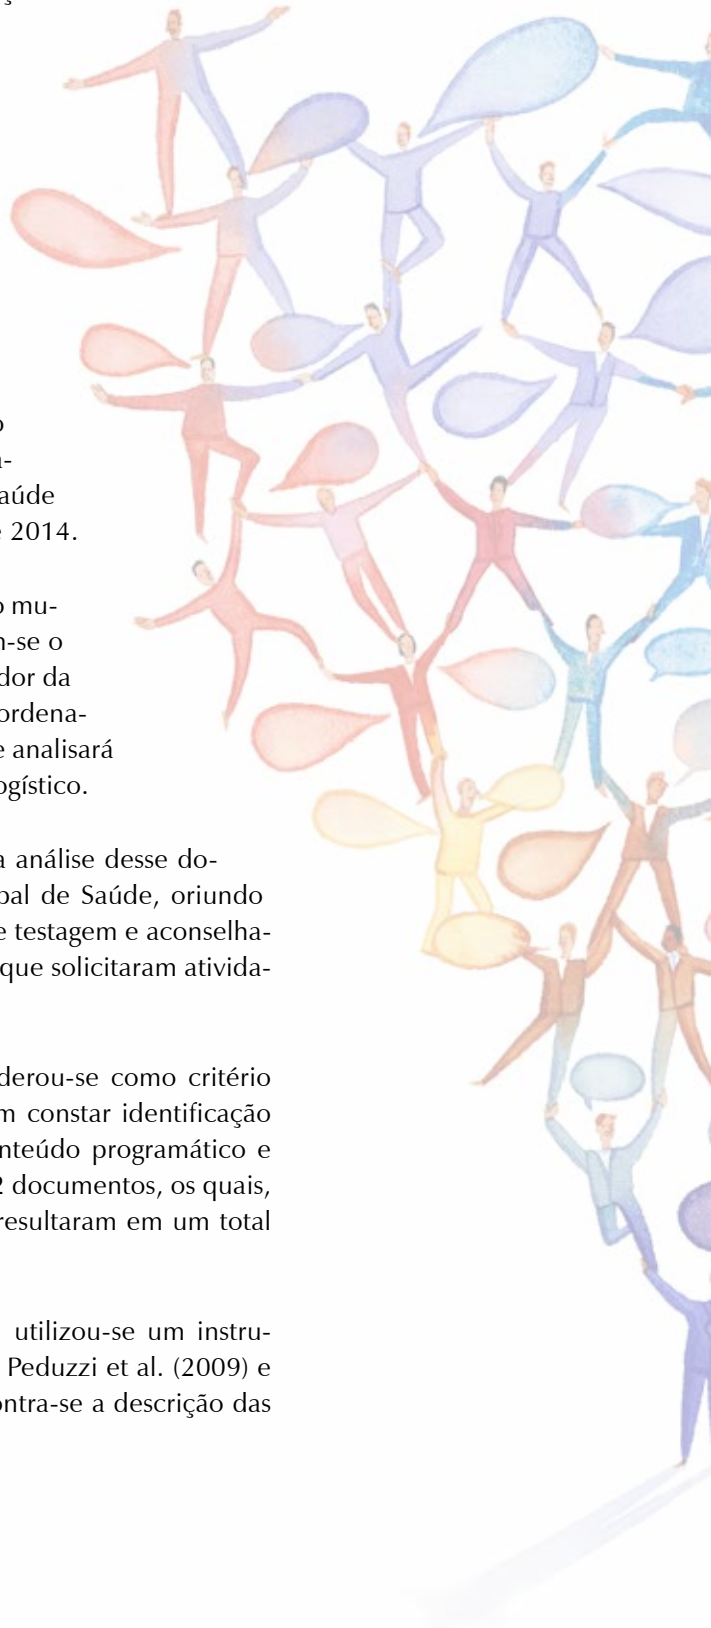 aúde
2014.
mu-
-se o
dor da
ordena-
analisará
ogístico.
análise desse do-
pal de Saúde, oriundo
e testagem e aconselha-
que solicitaram ativida-
derou-se como critério
m constar identificação
nteúdo programático e
2 documentos, os quais,
resultaram em um total
utilizou-se um instru-
Peduzzi et al. (2009) e
ontra-se a descrição das